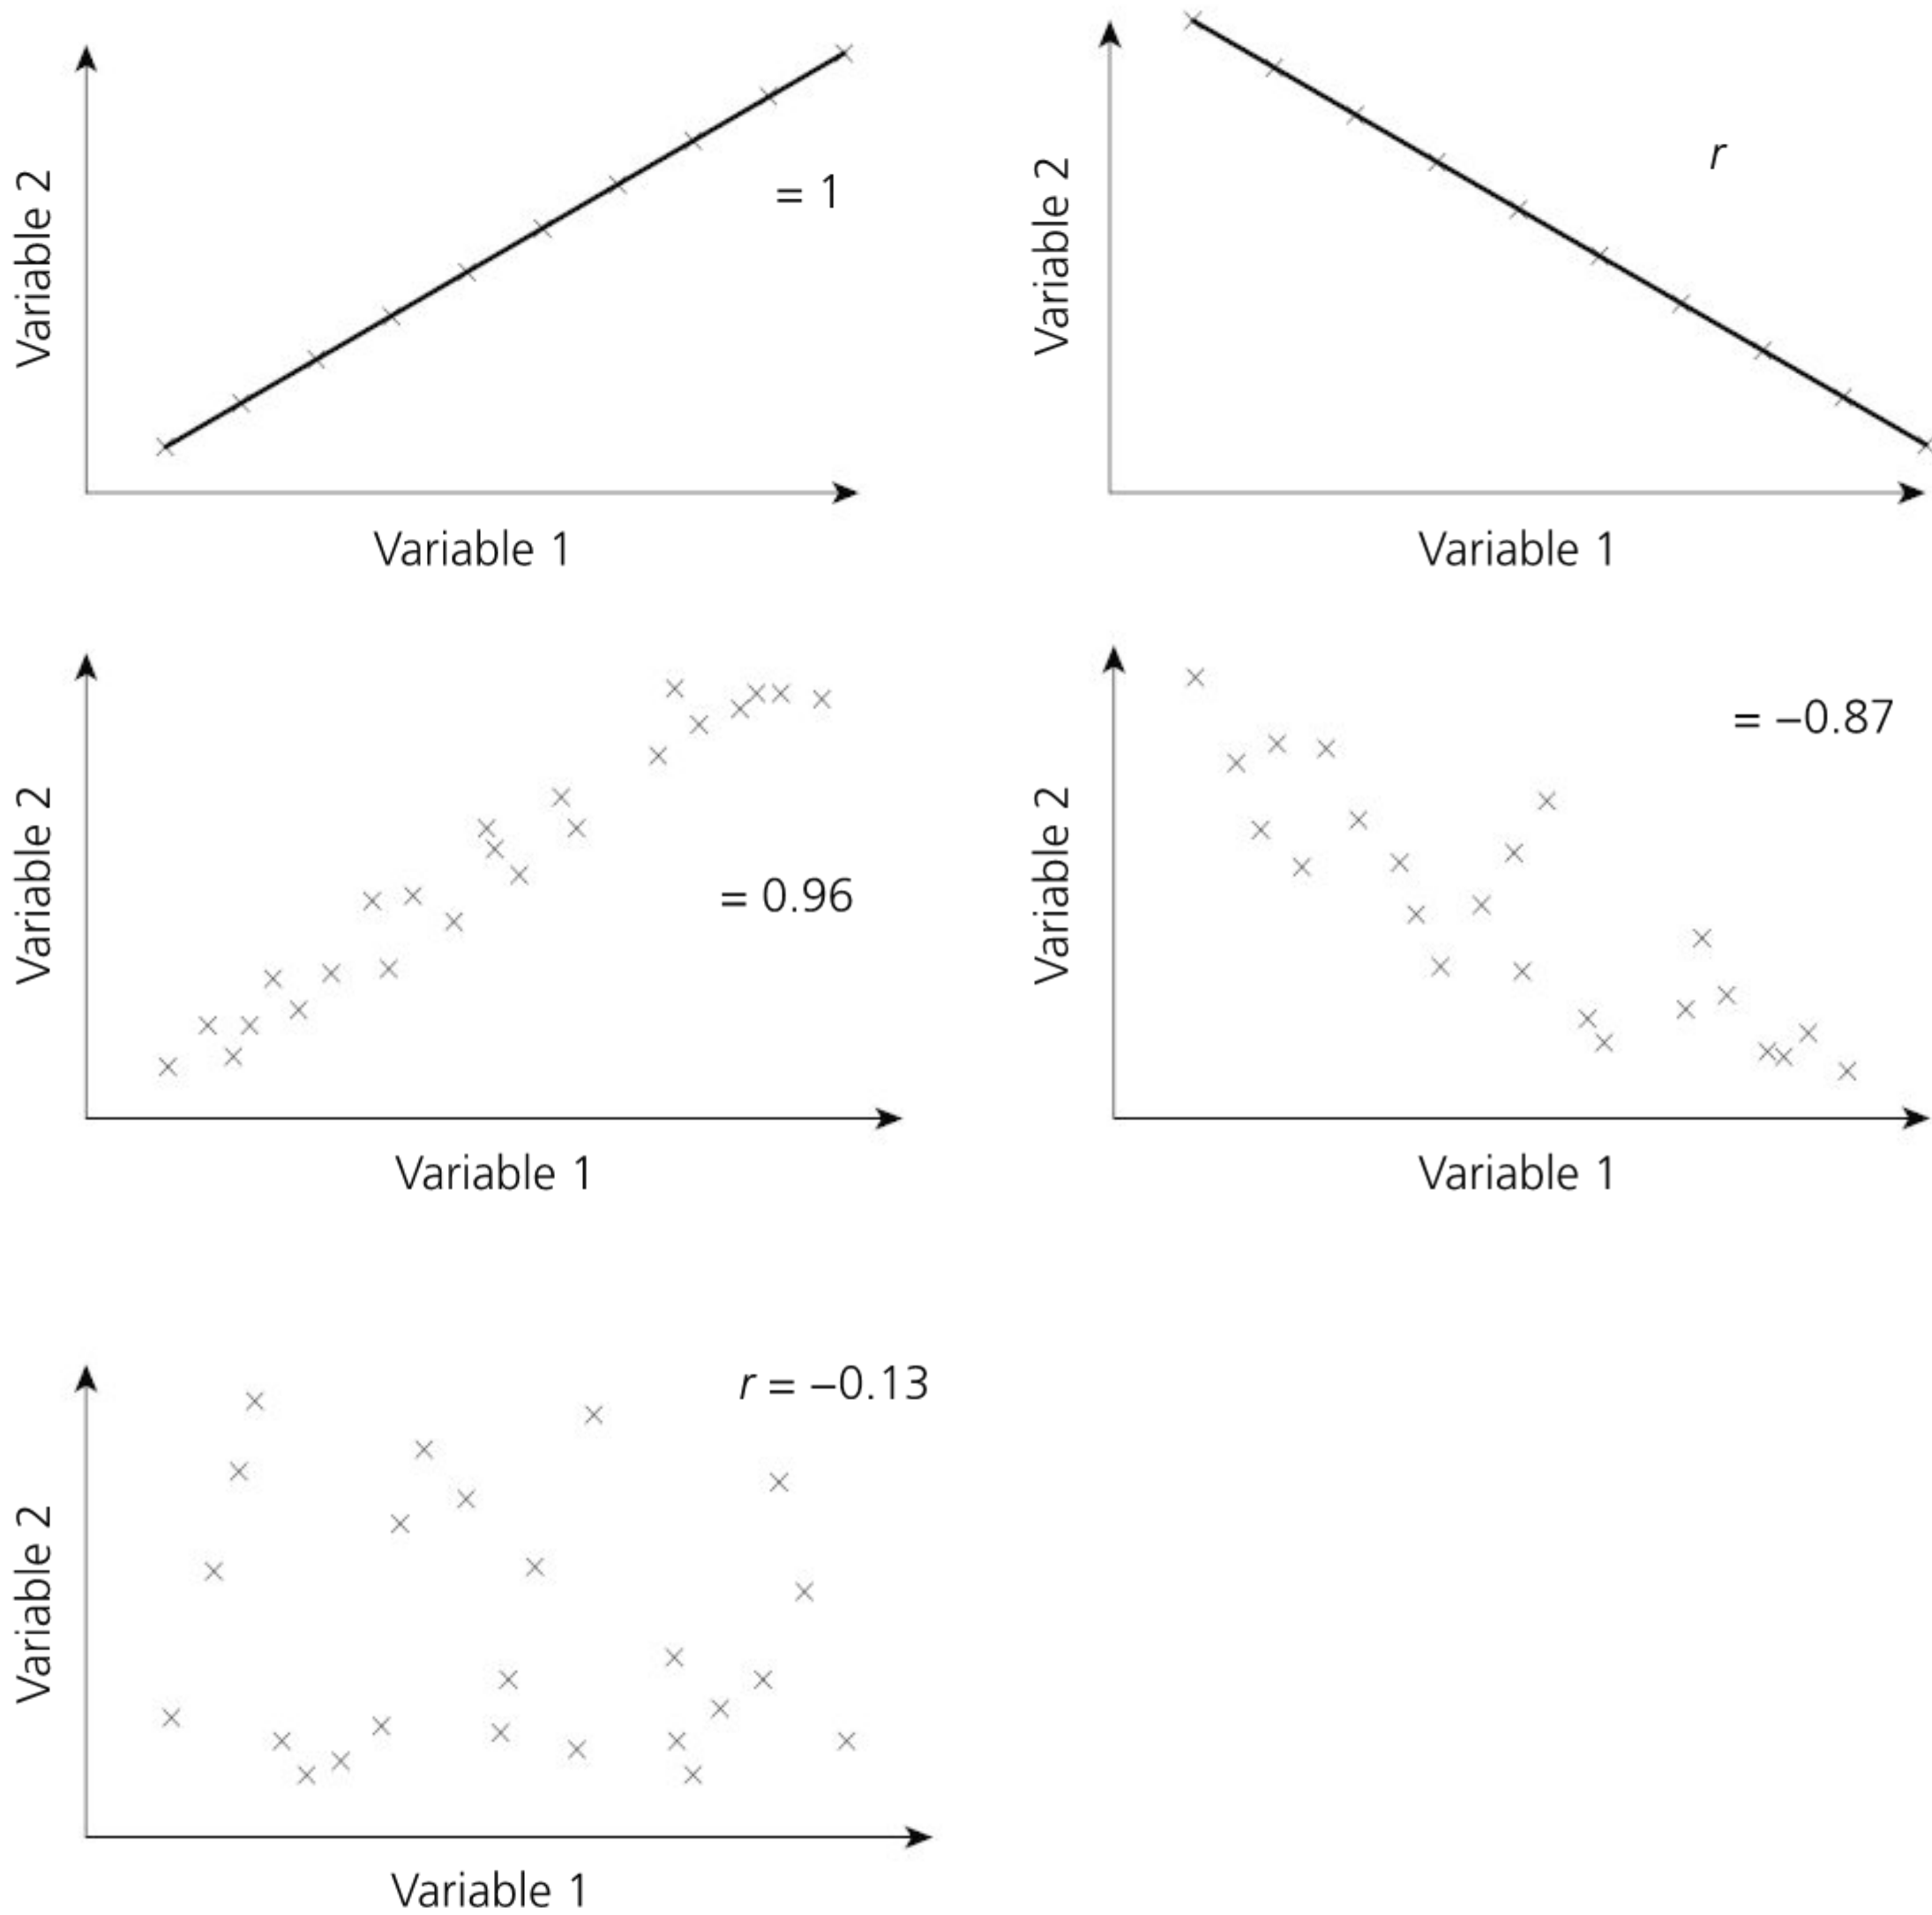 Variable 2
= 1
Variable 1
Variable 2
r
Variable 1
Variable 2
= 0.96
Variable 1
Variable 2
= −0.87
Variable 1
Variable 2
r = −0.13
Variable 1